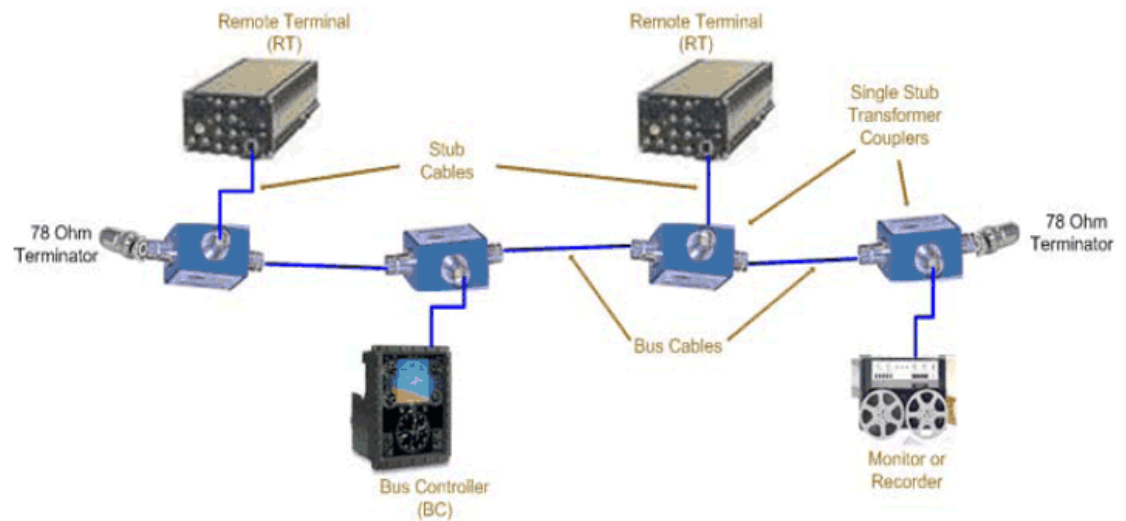 Remote Terminal
(RT)
Remote Terminal
(RT)
Single Stub
Transformer
Couplers
Stub
Cables
78 Ohm
Terminator
78 Ohm
Terminator
Bus Cables
Bus Controller
(BC)
Monitor or
Recorder